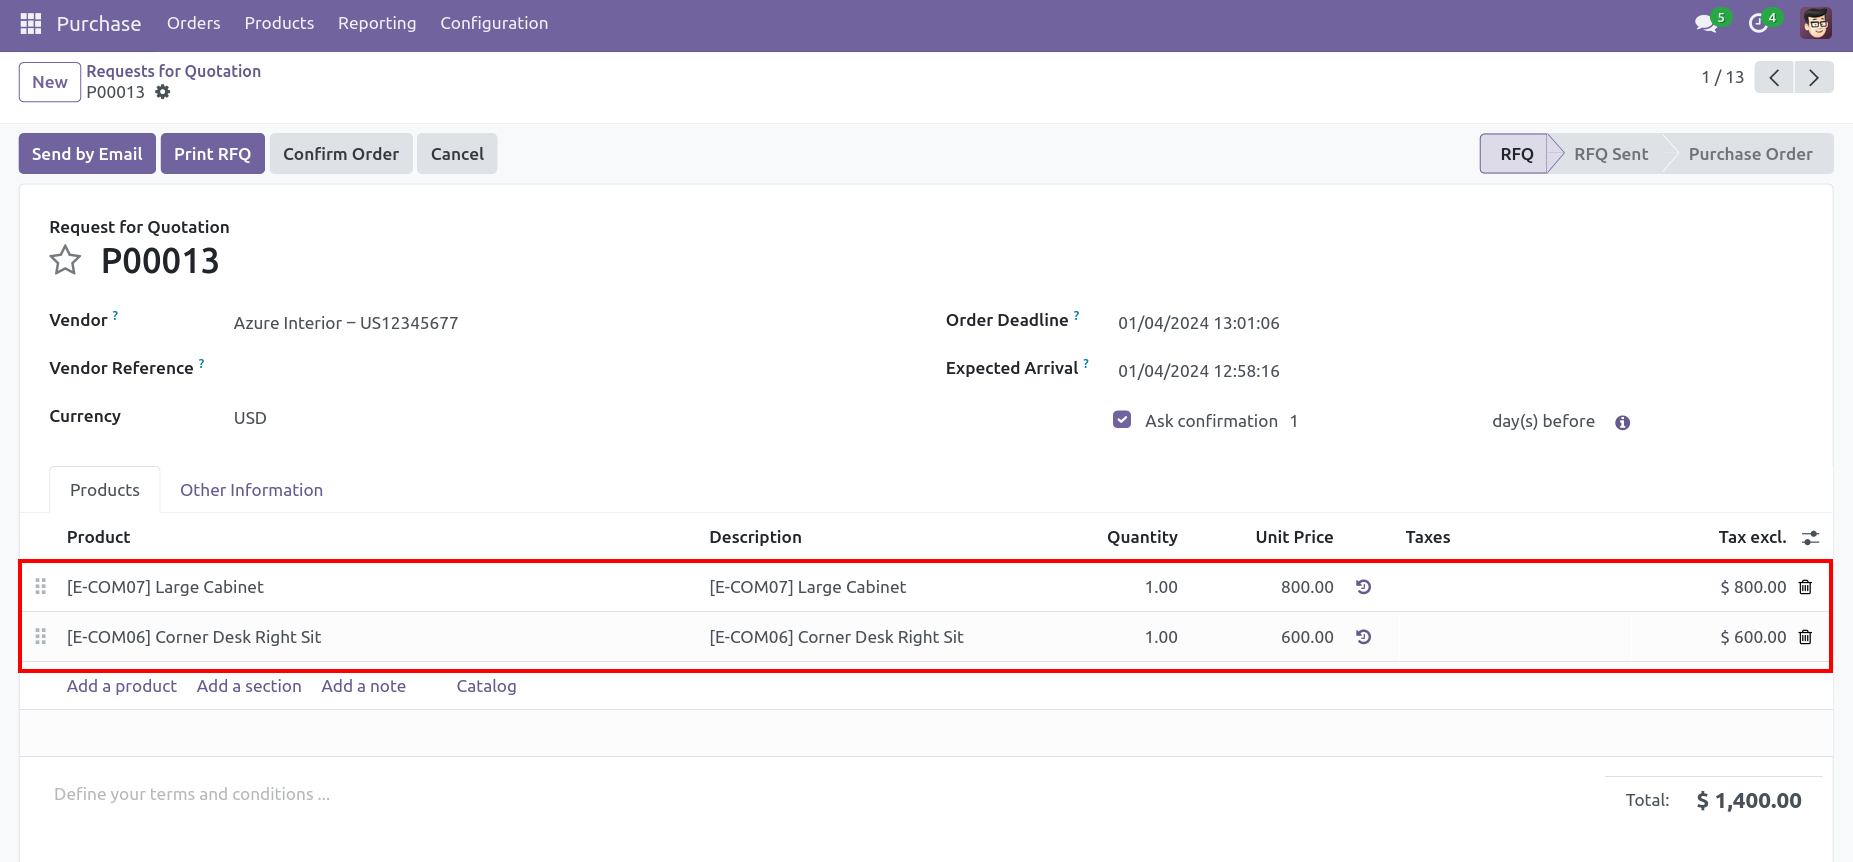 Purchase Orders Products Reporting Configuration 5 4
New Requests for Quotation
P00013
1 / 13
Send by Email Print RFQ Confirm Order Cancel RFQ RFQ Sent Purchase Order
Request for Quotation
P00013
Vendor ? Azure Interior – US12345677 Order Deadline ? 01/04/2024 13:01:06
Vendor Reference ? Expected Arrival ? 01/04/2024 12:58:16
Currency USD Ask confirmation 1 day(s) before
Products Other Information
Product Description Quantity Unit Price Taxes Tax excl.
[E-COM07] Large Cabinet [E-COM07] Large Cabinet 1.00 800.00 $ 800.00
[E-COM06] Corner Desk Right Sit [E-COM06] Corner Desk Right Sit 1.00 600.00 $ 600.00
Add a product Add a section Add a note Catalog
Define your terms and conditions ...
Total: $ 1,400.00